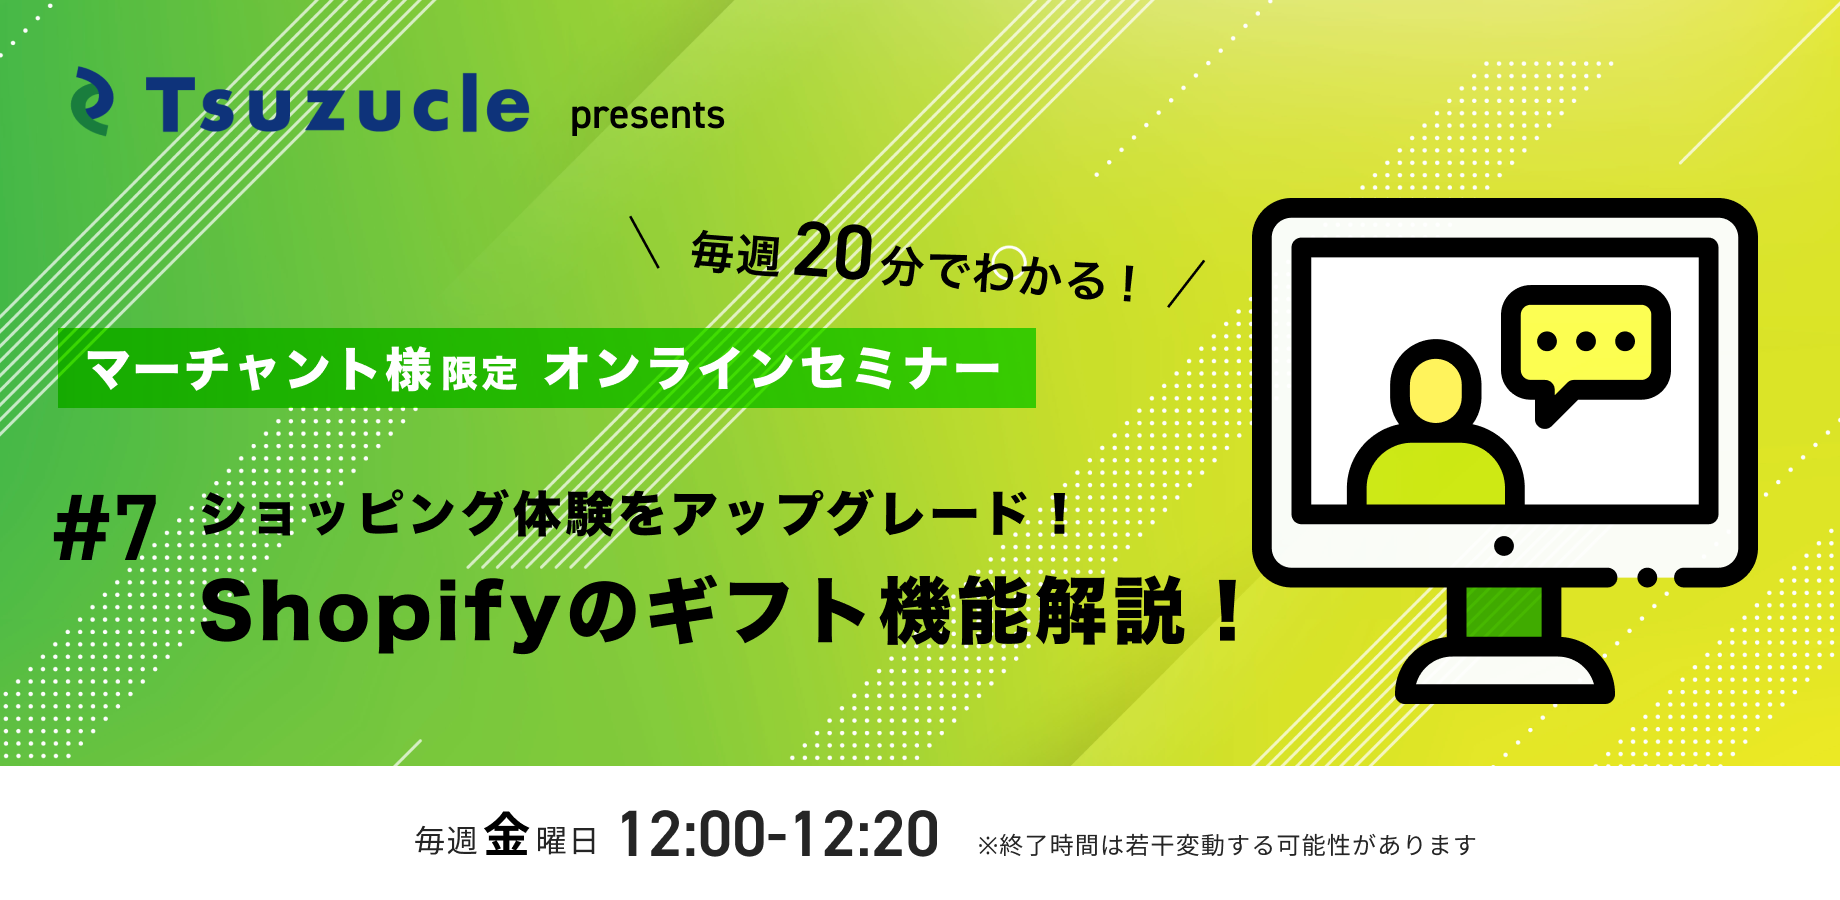 Tsuzucle presents
\ 毎週20分でわかる！ /
マーチャント様限定 オンラインセミナー
#7 ショッピング体験をアップグレード！
Shopifyのギフト機能解説！
毎週金曜日 12:00-12:20 ※終了時間は若干変動する可能性があります